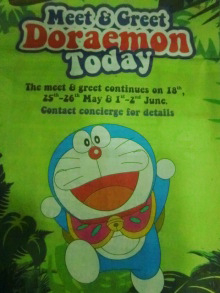 Meet & Greet
Doraemon
Today
The meet & greet continues on 18th,
25th-26th May & 1st-2nd June.
Contact concierge for details